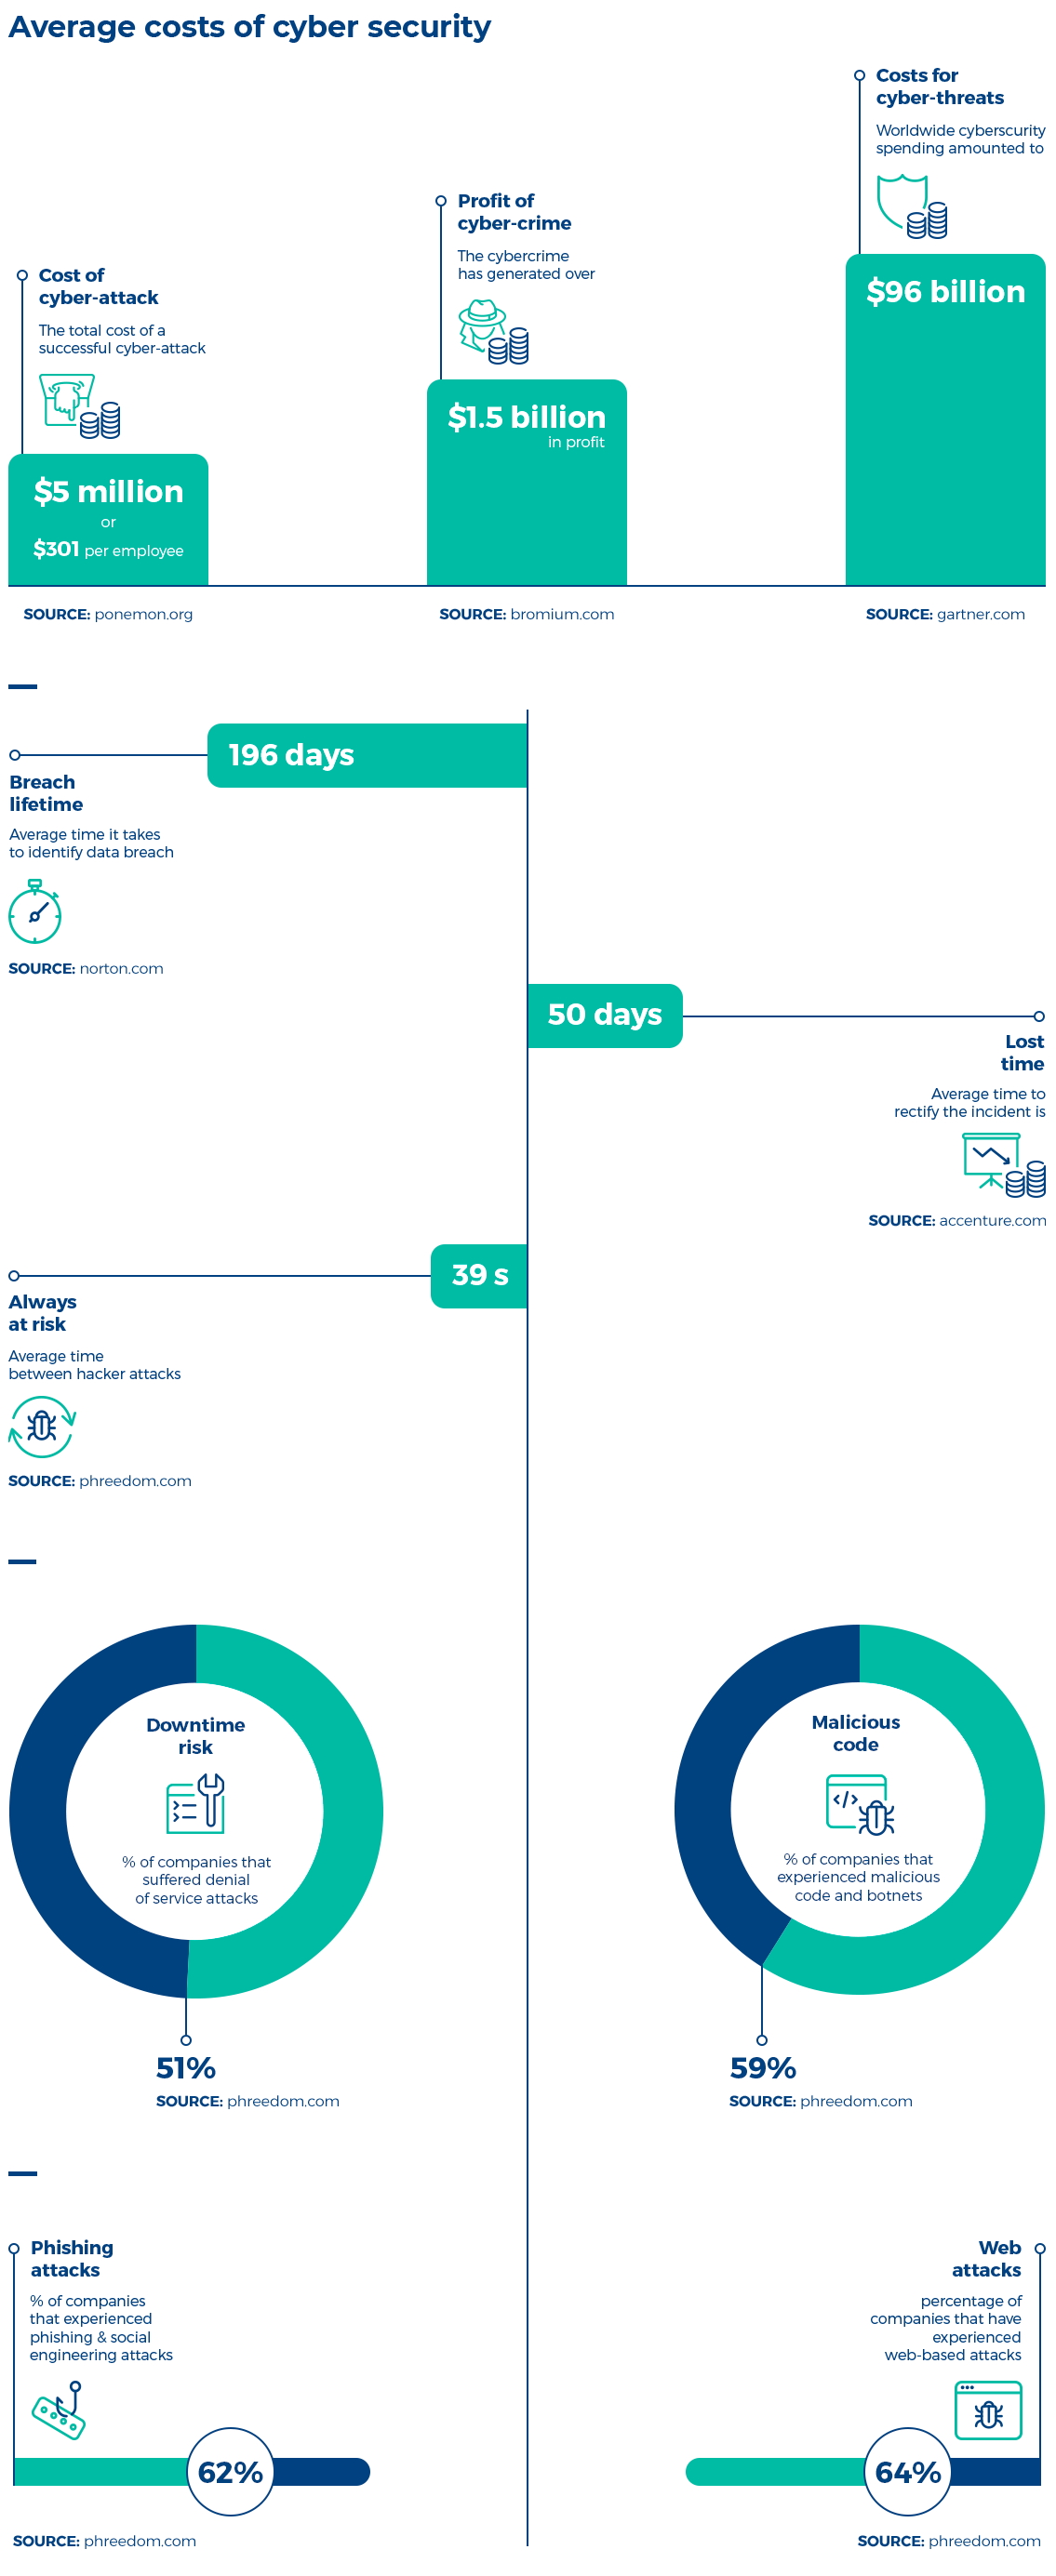 Average costs of cyber security
Costs for
cyber-threats
Worldwide cyberscurity
spending amounted to
$96 billion
Profit of
cyber-crime
The cybercrime
has generated over
$1.5 billion
in profit
Cost of
cyber-attack
The total cost of a
successful cyber-attack
$5 million
or
$301 per employee
SOURCE: ponemon.org
SOURCE: bromium.com
SOURCE: gartner.com
196 days
Breach
lifetime
Average time it takes
to identify data breach
SOURCE: norton.com
50 days
Lost
time
Average time to
rectify the incident is
SOURCE: accenture.com
39 s
Always
at risk
Average time
between hacker attacks
SOURCE: phreedom.com
Downtime
risk
% of companies that
suffered denial
of service attacks
51%
SOURCE: phreedom.com
Malicious
code
</>
% of companies that
experienced malicious
code and botnets
59%
SOURCE: phreedom.com
Phishing
attacks
% of companies
that experienced
phishing & social
engineering attacks
62%
SOURCE: phreedom.com
Web
attacks
percentage of
companies that have
experienced
web-based attacks
64%
SOURCE: phreedom.com